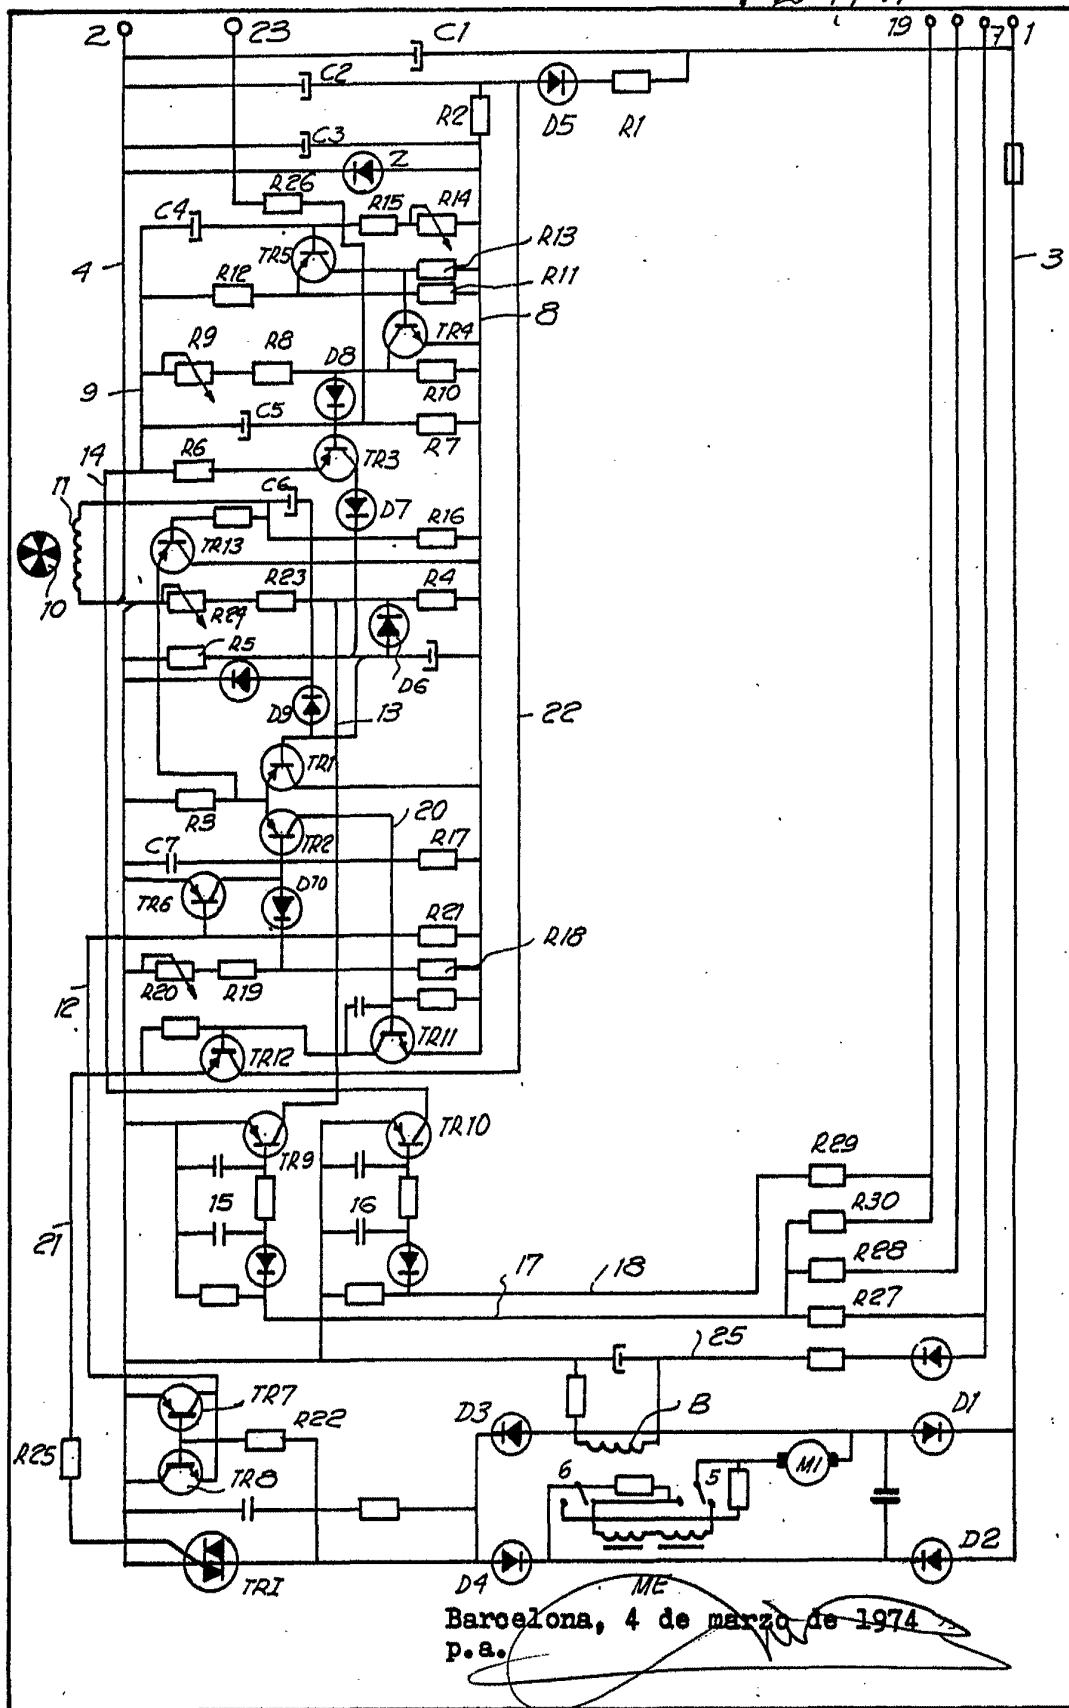 2 23 C1 19 7 1
C2
R2 D5 R1
C3
Z
R26
C4 R15 R14
R13
TR5
4 R12 R11 3
8
R9 R8 D8 TR4
9 R10
C5
14 R6 TR3 R7
11 C6
D7
TR13 R16
10 R23 R4
R24
R5
D6
D9 13 22
TR1
20
R3 TR2
C7 R17
TR6 D10
R21
R18
12 R20 R19
TR11
TR12
TR10
TR9 R29
15 16 R30
21 R28
17 18
R27
25
TR7 D3 B D1
R25 R22
6 5 M1
TR8
D2
TRI D4 ME
Barcelona, 4 de marzo de 1974
p.a.